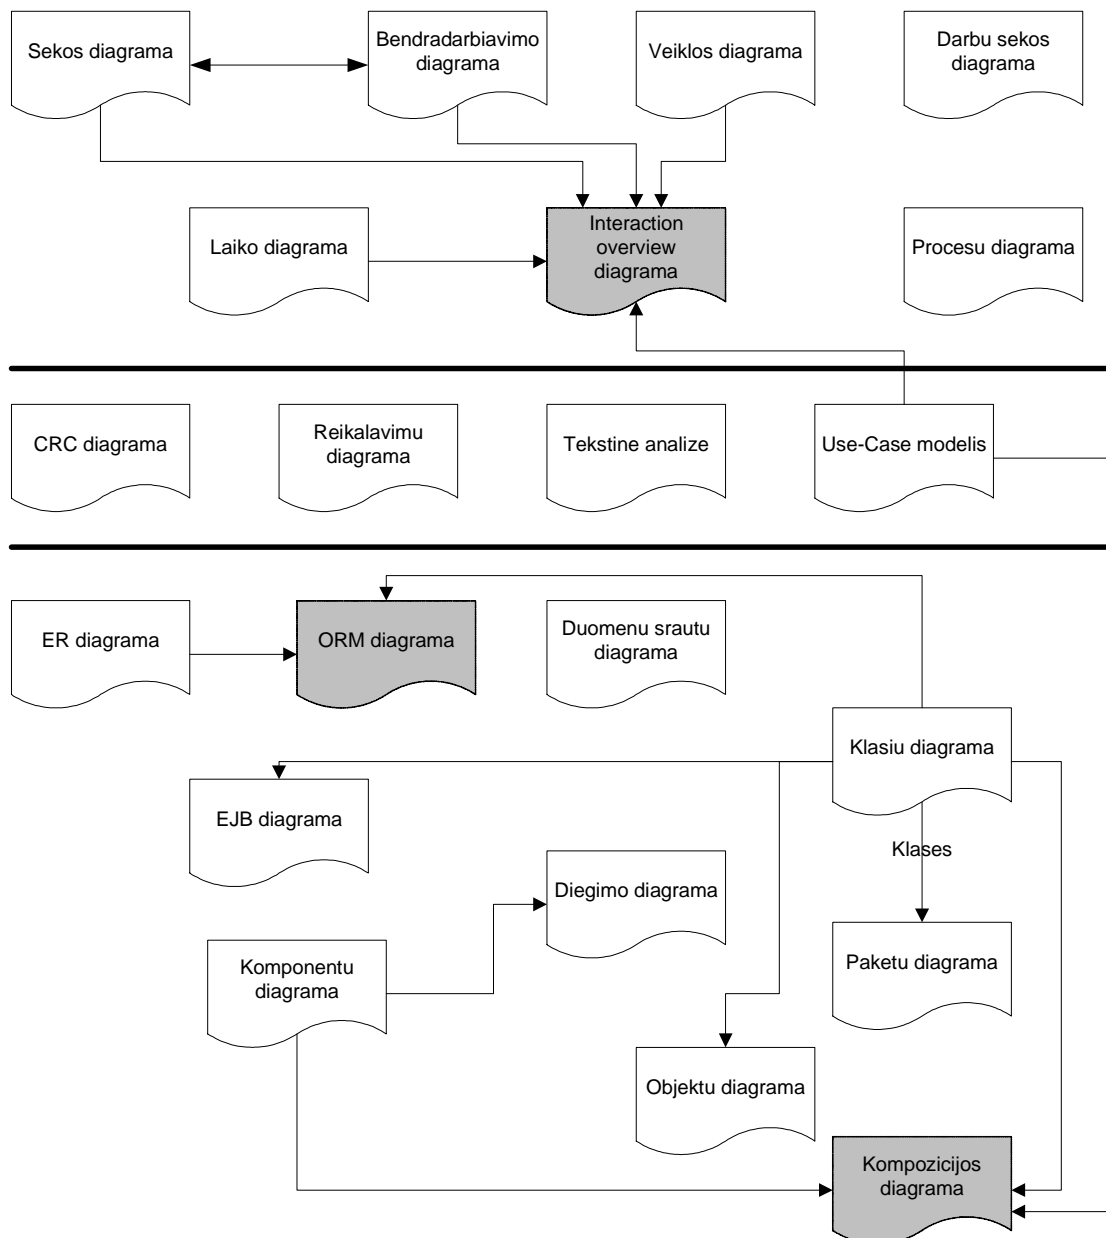 Sekos diagrama
Bendradarbiavimo
diagrama
Veiklos diagrama
Darbu sekos
diagrama
Laiko diagrama
Interaction
overview
diagrama
Procesu diagrama
CRC diagrama
Reikalavimu
diagrama
Tekstine analize
Use-Case modelis
ER diagrama
ORM diagrama
Duomenu srautu
diagrama
Klasiu diagrama
EJB diagrama
Klases
Diegimo diagrama
Komponentu
diagrama
Paketu diagrama
Objektu diagrama
Kompozicijos
diagrama